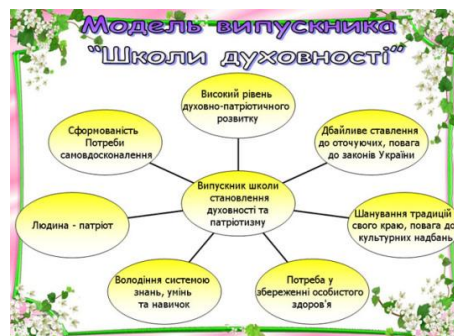 Модель випускника
“Школи духовності”
Високий рівень
духовно-патріотичного
розвитку
Сформованість
Потреби
самовдосконалення
Дбайливе ставлення
до оточуючих, повага
до законів України
Випускник школи
становлення
духовності та
патріотизму
Людина - патріот
Шанування традицій
свого краю, повага до
культурних надбань
Володіння системою
знань, умінь
та навичок
Потреба у
збереженні особистого
здоров'я